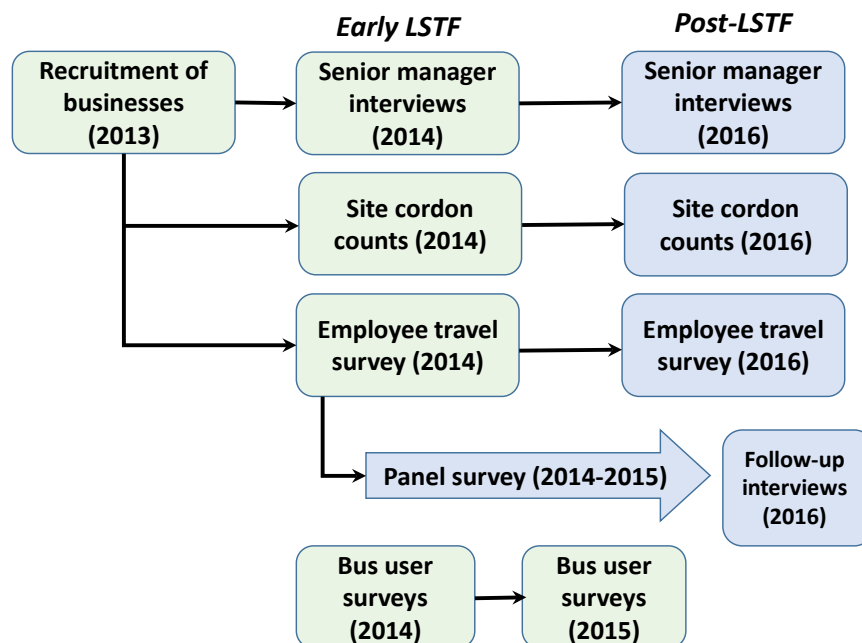 Early LSTF
Post-LSTF
Recruitment of
businesses
(2013)
Senior manager
interviews
(2014)
Senior manager
interviews
(2016)
Site cordon
counts (2014)
Site cordon
counts (2016)
Employee travel
survey (2014)
Employee travel
survey (2016)
Panel survey (2014-2015)
Follow-up
interviews
(2016)
Bus user
surveys
(2014)
Bus user
surveys
(2015)